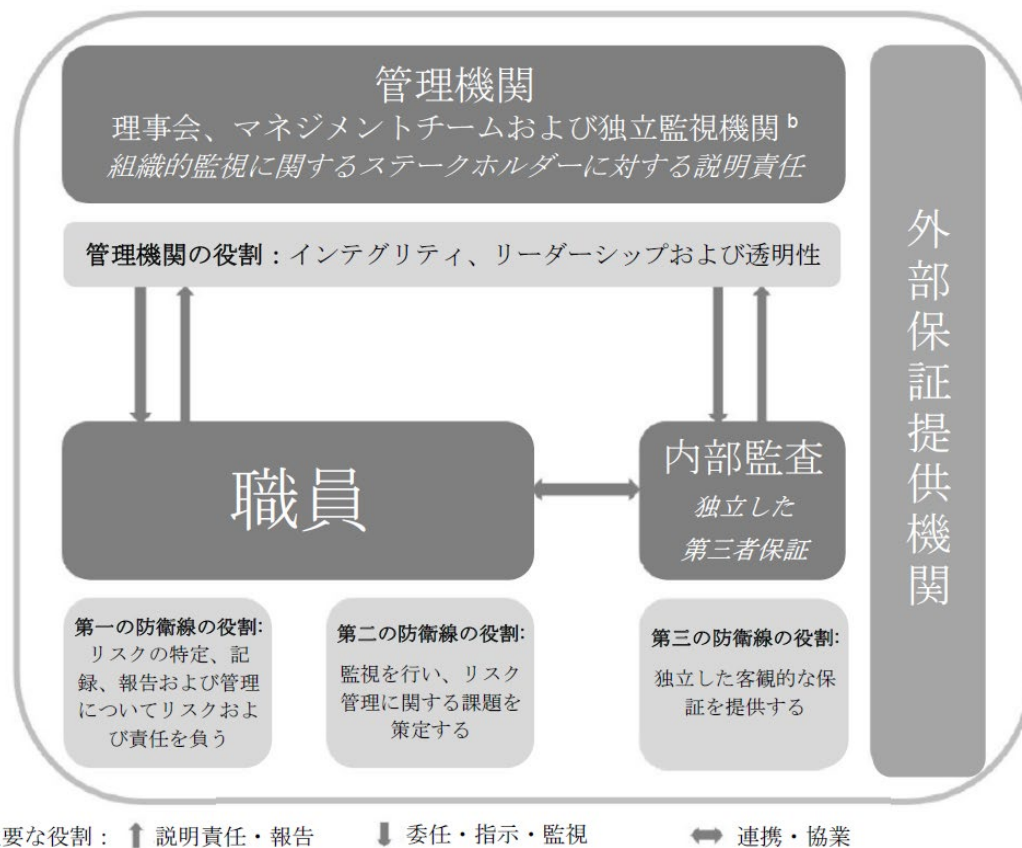 管理機関
理事会、マネジメントチームおよび独立監視機関 b
組織的監視に関するステークホルダーに対する説明責任
管理機関の役割：インテグリティ、リーダーシップおよび透明性
職員
内部監査
独立した
第三者保証
第一の防衛線の役割:
リスクの特定、記
録、報告および管理
についてリスクおよ
び責任を負う
第二の防衛線の役割:
監視を行い、リスク
管理に関する課題を
策定する
第三の防衛線の役割:
独立した客観的な保
証を提供する
外部保証提供機関
要な役割： 説明責任・報告 委任・指示・監視 連携・協業